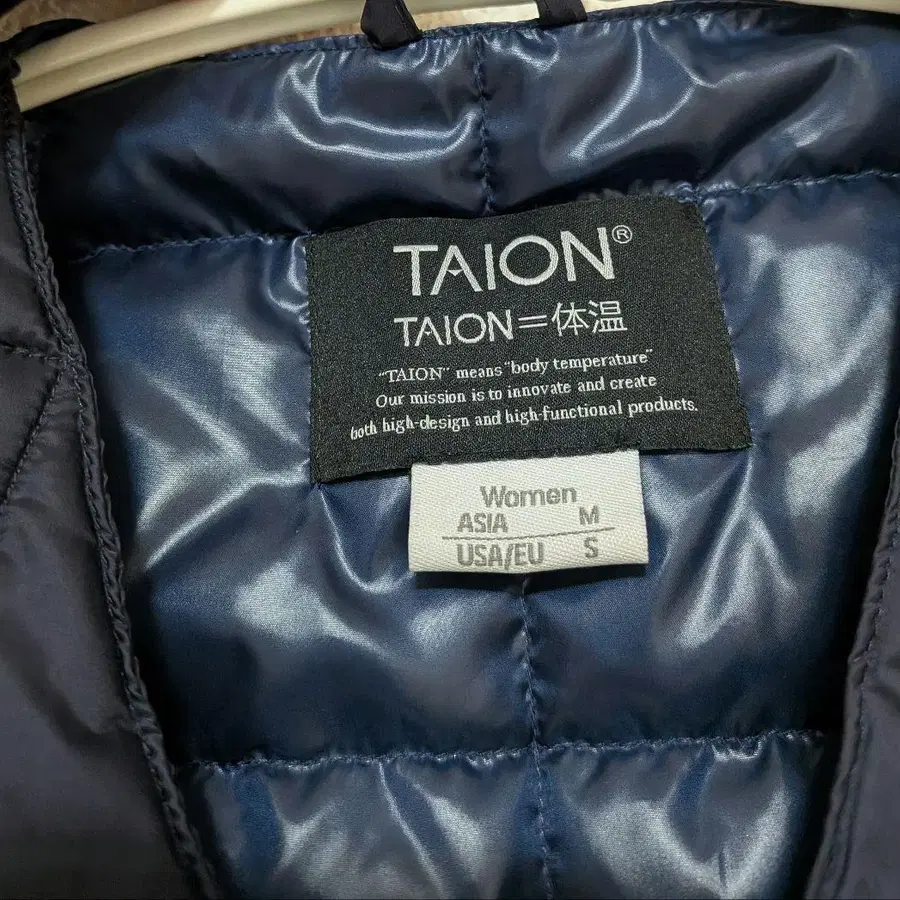 TAION®
TAION=体温
"TAION" means "body temperature"
Our mission is to innovate and create
both high-design and high-functional products.
Women
ASIA M
USA/EU S